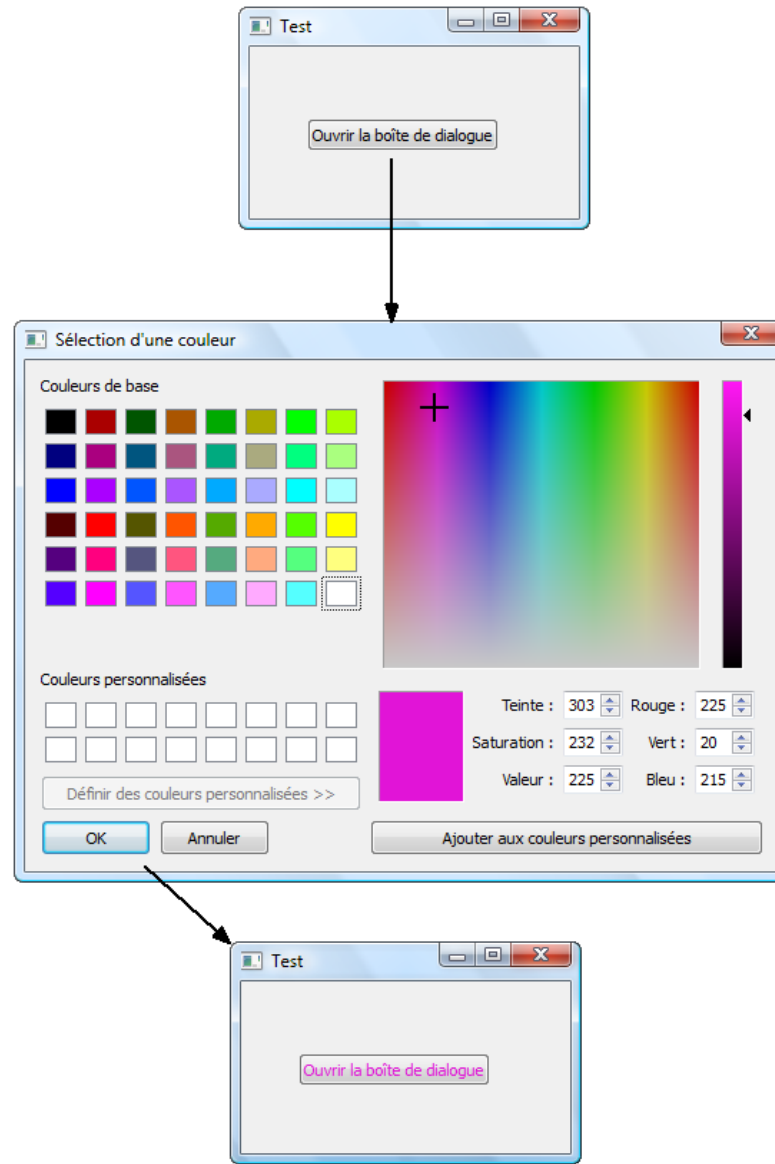 Test
Ouvrir la boîte de dialogue
Sélection d'une couleur
Couleurs de base
Couleurs personnalisées
Définir des couleurs personnalisées >>
OK Annuler
Teinte : 303 Rouge : 225
Saturation : 232 Vert : 20
Valeur : 225 Bleu : 215
Ajouter aux couleurs personnalisées
Test
Ouvrir la boîte de dialogue